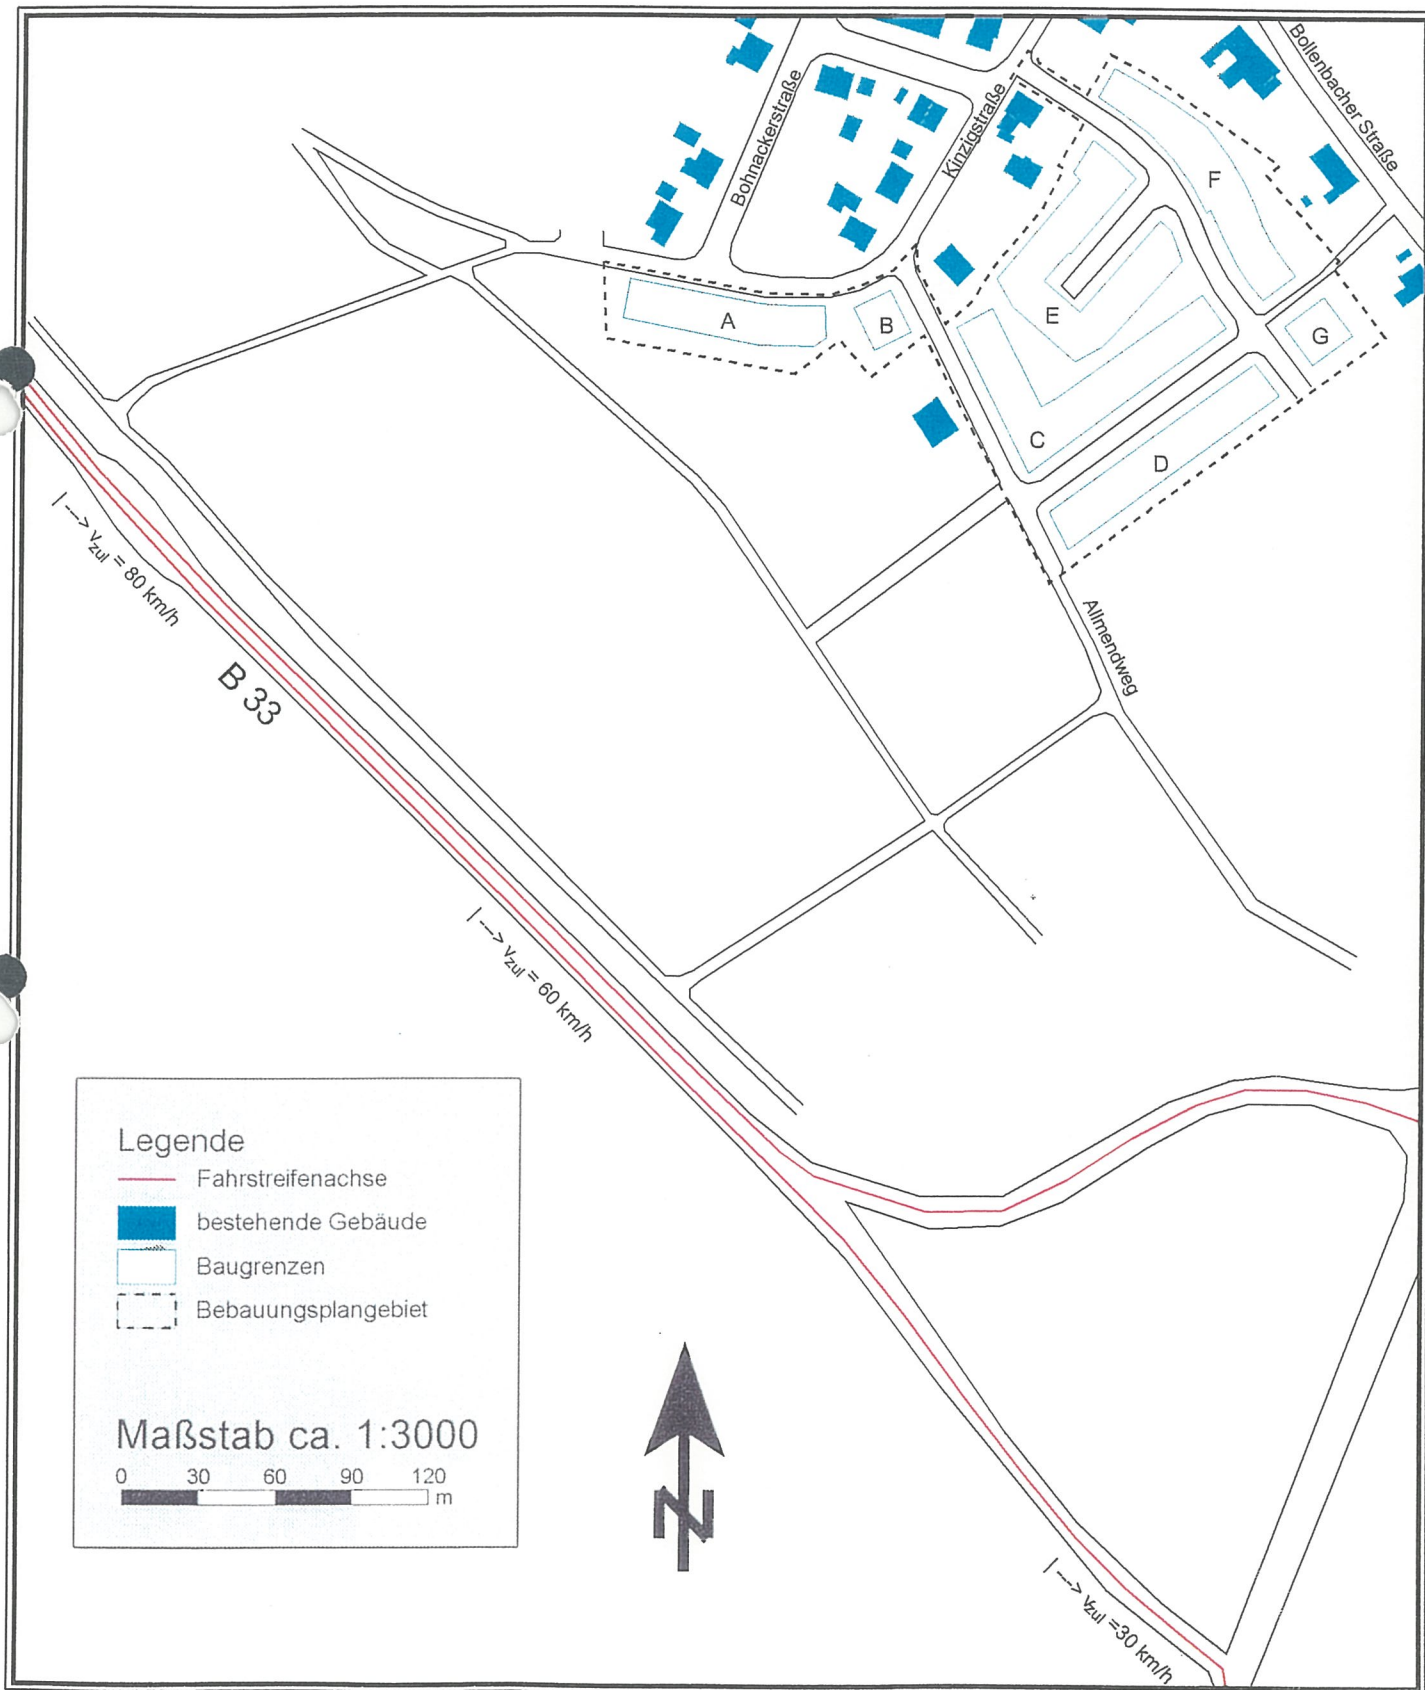 Bollenbacher Straße
Bohnackerstraße
Kinzigstraße
F
A
B
E
G
C
D
|---> vzul = 80 km/h
B 33
Allmendweg
|---> vzul = 60 km/h
Legende
Fahrstreifenachse
bestehende Gebäude
Baugrenzen
Bebauungsplangebiet
Maßstab ca. 1:3000
0 30 60 90 120
m
N
|---> vzul =30 km/h